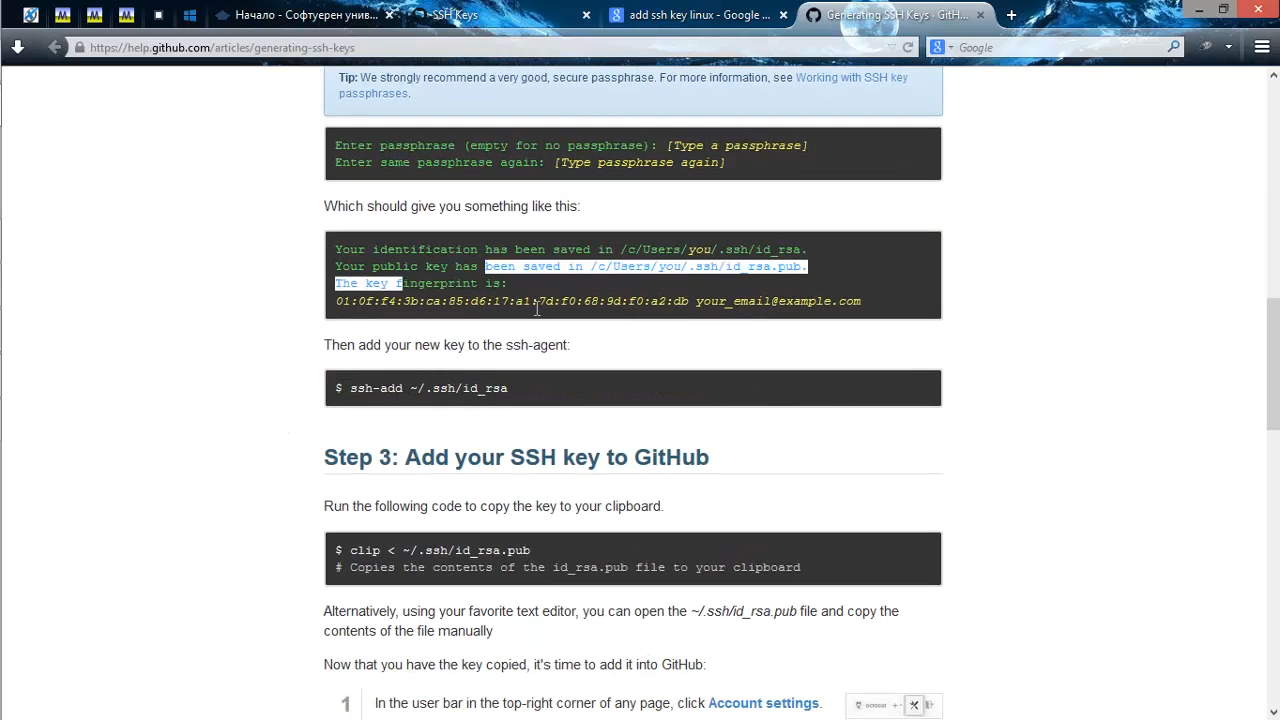 Начало - Софтуерен унив...
SSH Keys
add ssh key linux - Google ...
Generating SSH Keys · GitH...
https://help.github.com/articles/generating-ssh-keys
Google
Tip: We strongly recommend a very good, secure passphrase. For more information, see Working with SSH key
passphrases.
Enter passphrase (empty for no passphrase): [Type a passphrase]
Enter same passphrase again: [Type passphrase again]
Which should give you something like this:
Your identification has been saved in /c/Users/you/.ssh/id_rsa.
Your public key has been saved in /c/Users/you/.ssh/id_rsa.pub.
The key fingerprint is:
01:0f:f4:3b:ca:85:d6:17:a1:7d:f0:68:9d:f0:a2:db your_email@example.com
Then add your new key to the ssh-agent:
$ ssh-add ~/.ssh/id_rsa
Step 3: Add your SSH key to GitHub
Run the following code to copy the key to your clipboard.
$ clip < ~/.ssh/id_rsa.pub
# Copies the contents of the id_rsa.pub file to your clipboard
Alternatively, using your favorite text editor, you can open the ~/.ssh/id_rsa.pub file and copy the
contents of the file manually
Now that you have the key copied, it's time to add it into GitHub:
1 In the user bar in the top-right corner of any page, click Account settings.
octocat